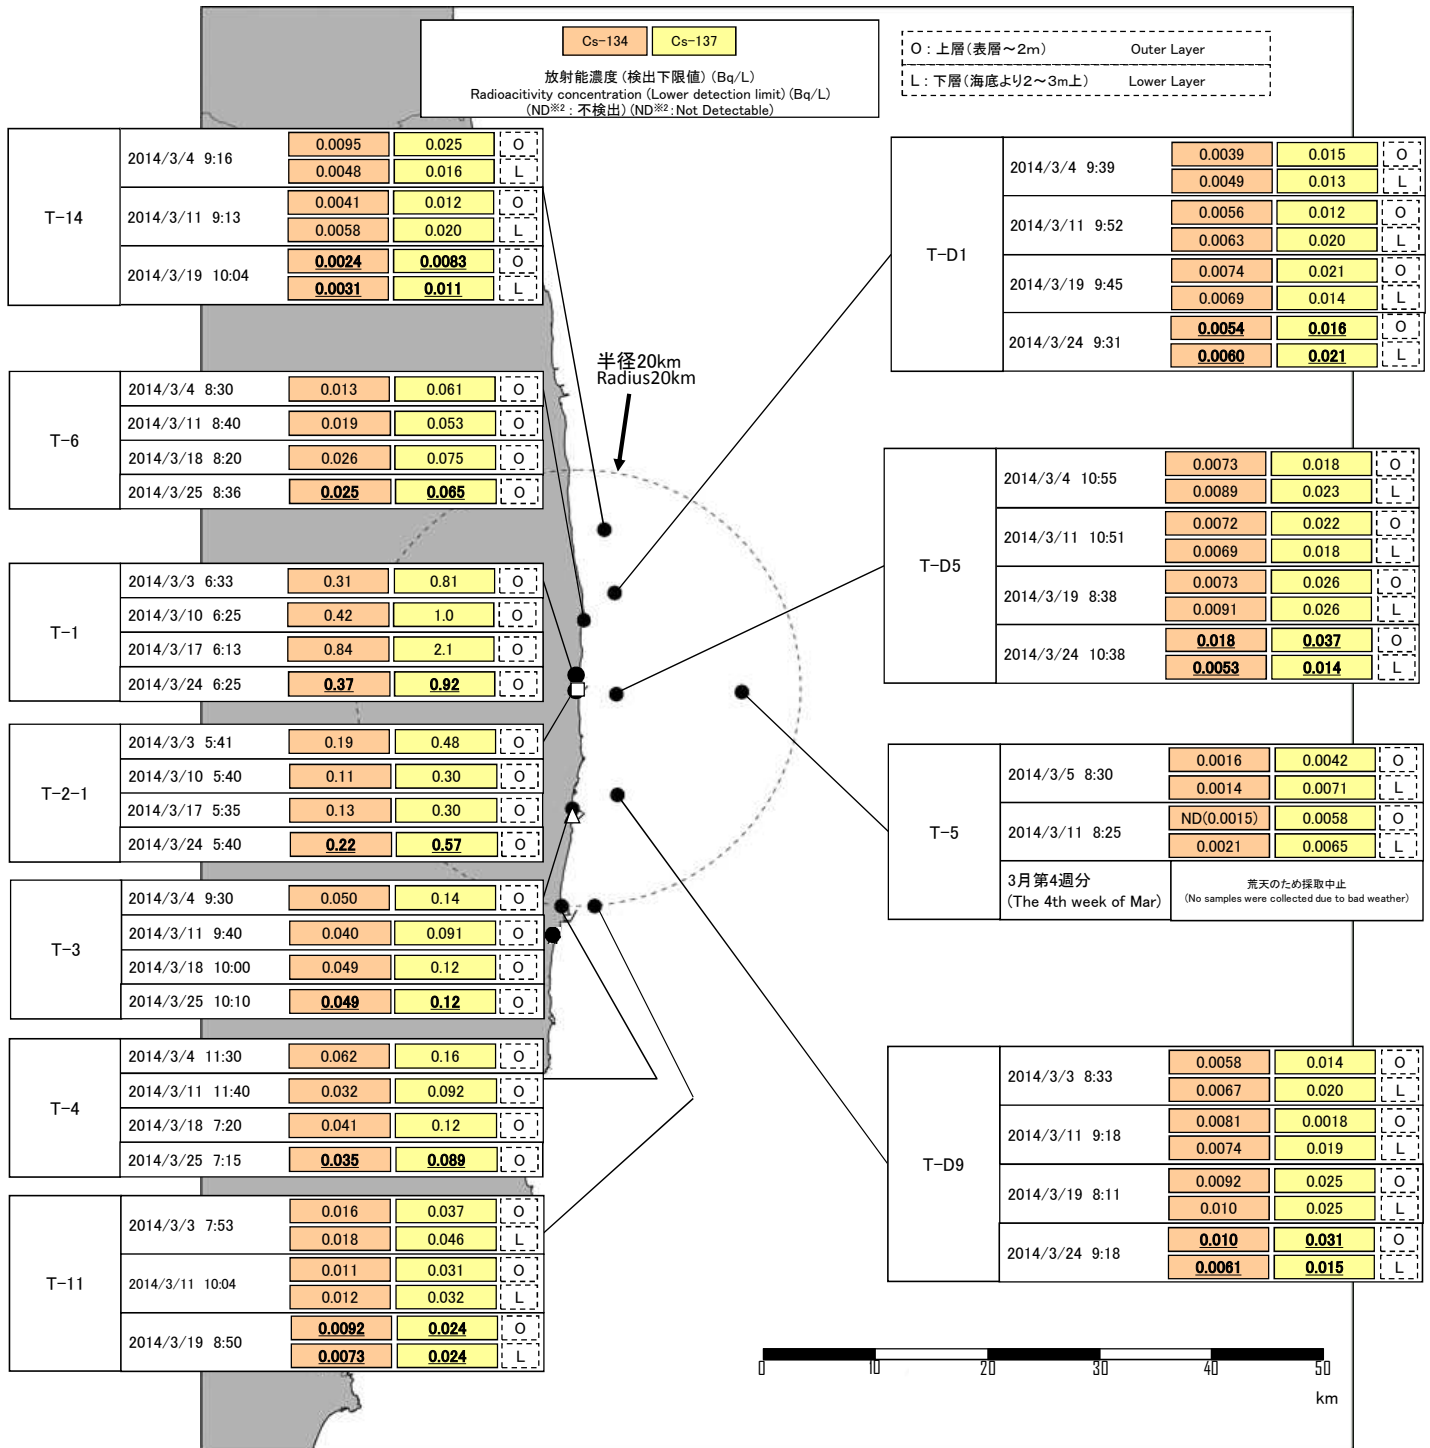 Cs-134 Cs-137
放射能濃度 (検出下限値) (Bq/L)
Radioacitivity concentration (Lower detection limit) (Bq/L)
(ND※2 : 不検出) (ND※2 : Not Detectable)
O : 上層(表層～2m) Outer Layer
L : 下層(海底より2～3m上) Lower Layer
T-14
2014/3/4 9:16
0.0095 0.025 O
0.0048 0.016 L
2014/3/11 9:13
0.0041 0.012 O
0.0058 0.020 L
2014/3/19 10:04
0.0024 0.0083 O
0.0031 0.011 L
T-6
2014/3/4 8:30 0.013 0.061 O
2014/3/11 8:40 0.019 0.053 O
2014/3/18 8:20 0.026 0.075 O
2014/3/25 8:36 0.025 0.065 O
T-1
2014/3/3 6:33 0.31 0.81 O
2014/3/10 6:25 0.42 1.0 O
2014/3/17 6:13 0.84 2.1 O
2014/3/24 6:25 0.37 0.92 O
T-2-1
2014/3/3 5:41 0.19 0.48 O
2014/3/10 5:40 0.11 0.30 O
2014/3/17 5:35 0.13 0.30 O
2014/3/24 5:40 0.22 0.57 O
T-3
2014/3/4 9:30 0.050 0.14 O
2014/3/11 9:40 0.040 0.091 O
2014/3/18 10:00 0.049 0.12 O
2014/3/25 10:10 0.049 0.12 O
T-4
2014/3/4 11:30 0.062 0.16 O
2014/3/11 11:40 0.032 0.092 O
2014/3/18 7:20 0.041 0.12 O
2014/3/25 7:15 0.035 0.089 O
T-11
2014/3/3 7:53
0.016 0.037 O
0.018 0.046 L
2014/3/11 10:04
0.011 0.031 O
0.012 0.032 L
2014/3/19 8:50
0.0092 0.024 O
0.0073 0.024 L
半径20km
Radius20km
T-D1
2014/3/4 9:39
0.0039 0.015 O
0.0049 0.013 L
2014/3/11 9:52
0.0056 0.012 O
0.0063 0.020 L
2014/3/19 9:45
0.0074 0.021 O
0.0069 0.014 L
2014/3/24 9:31
0.0054 0.016 O
0.0060 0.021 L
T-D5
2014/3/4 10:55
0.0073 0.018 O
0.0089 0.023 L
2014/3/11 10:51
0.0072 0.022 O
0.0069 0.018 L
2014/3/19 8:38
0.0073 0.026 O
0.0091 0.026 L
2014/3/24 10:38
0.018 0.037 O
0.0053 0.014 L
T-5
2014/3/5 8:30
0.0016 0.0042 O
0.0014 0.0071 L
2014/3/11 8:25
ND(0.0015) 0.0058 O
0.0021 0.0065 L
3月第4週分
(The 4th week of Mar)
荒天のため採取中止
(No samples were collected due to bad weather)
T-D9
2014/3/3 8:33
0.0058 0.014 O
0.0067 0.020 L
2014/3/11 9:18
0.0081 0.0018 O
0.0074 0.019 L
2014/3/19 8:11
0.0092 0.025 O
0.010 0.025 L
2014/3/24 9:18
0.010 0.031 O
0.0061 0.015 L
0 10 20 30 40 50
km